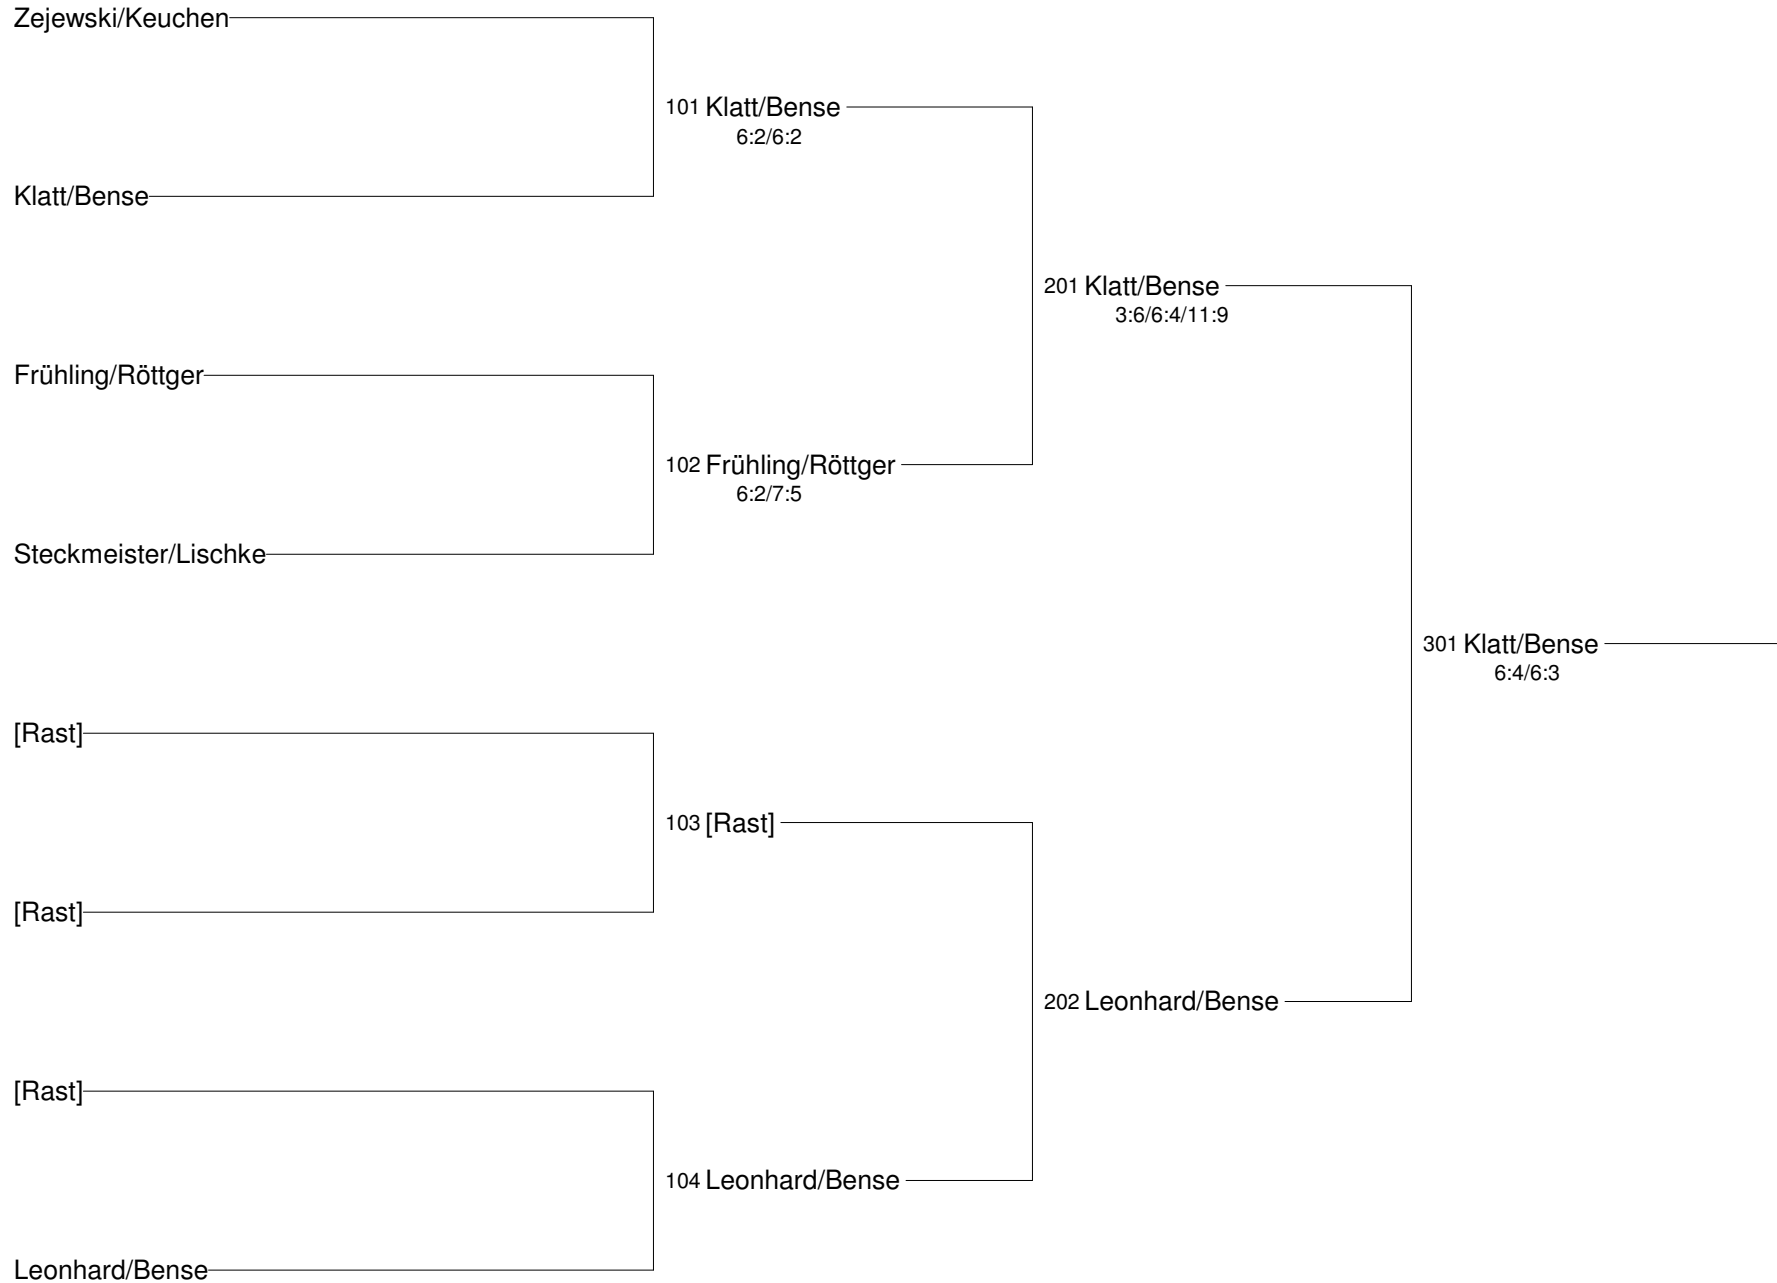 Zejewski/Keuchen
101 Klatt/Bense
6:2/6:2
Klatt/Bense
201 Klatt/Bense
3:6/6:4/11:9
Frühling/Röttger
102 Frühling/Röttger
6:2/7:5
Steckmeister/Lischke
301 Klatt/Bense
6:4/6:3
[Rast]
103 [Rast]
[Rast]
202 Leonhard/Bense
[Rast]
104 Leonhard/Bense
Leonhard/Bense